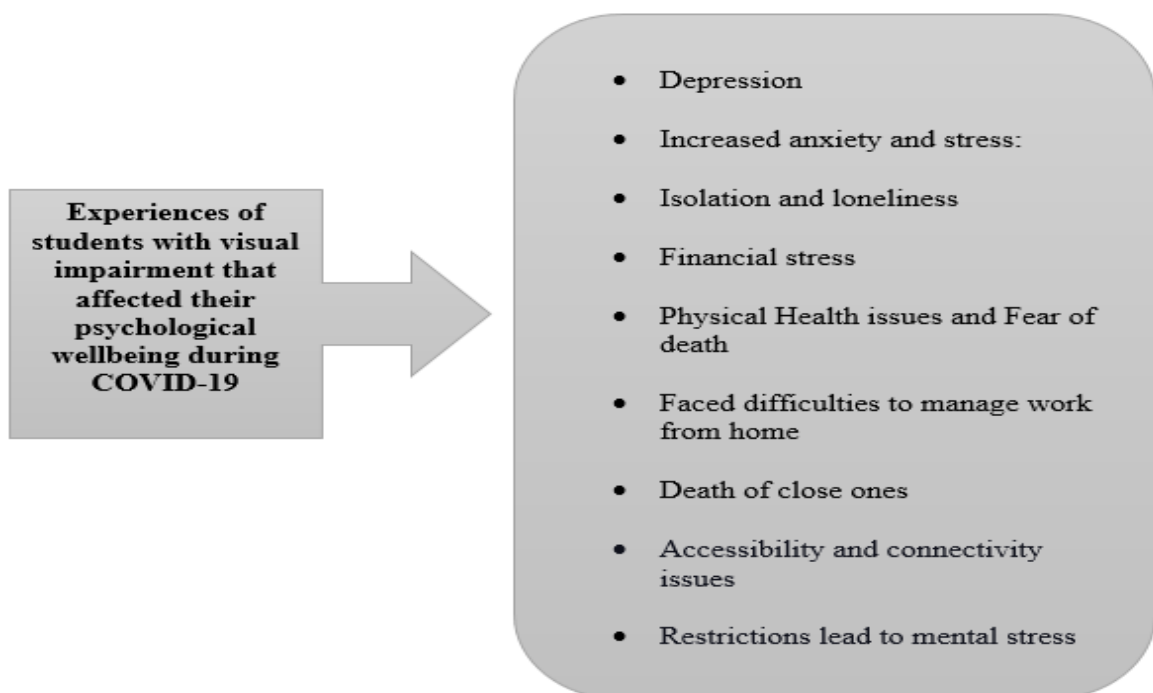 Experiences of
students with visual
impairment that
affected their
psychological
wellbeing during
COVID-19
• Depression
• Increased anxiety and stress:
• Isolation and loneliness
• Financial stress
• Physical Health issues and Fear of
death
• Faced difficulties to manage work
from home
• Death of close ones
• Accessibility and connectivity
issues
• Restrictions lead to mental stress